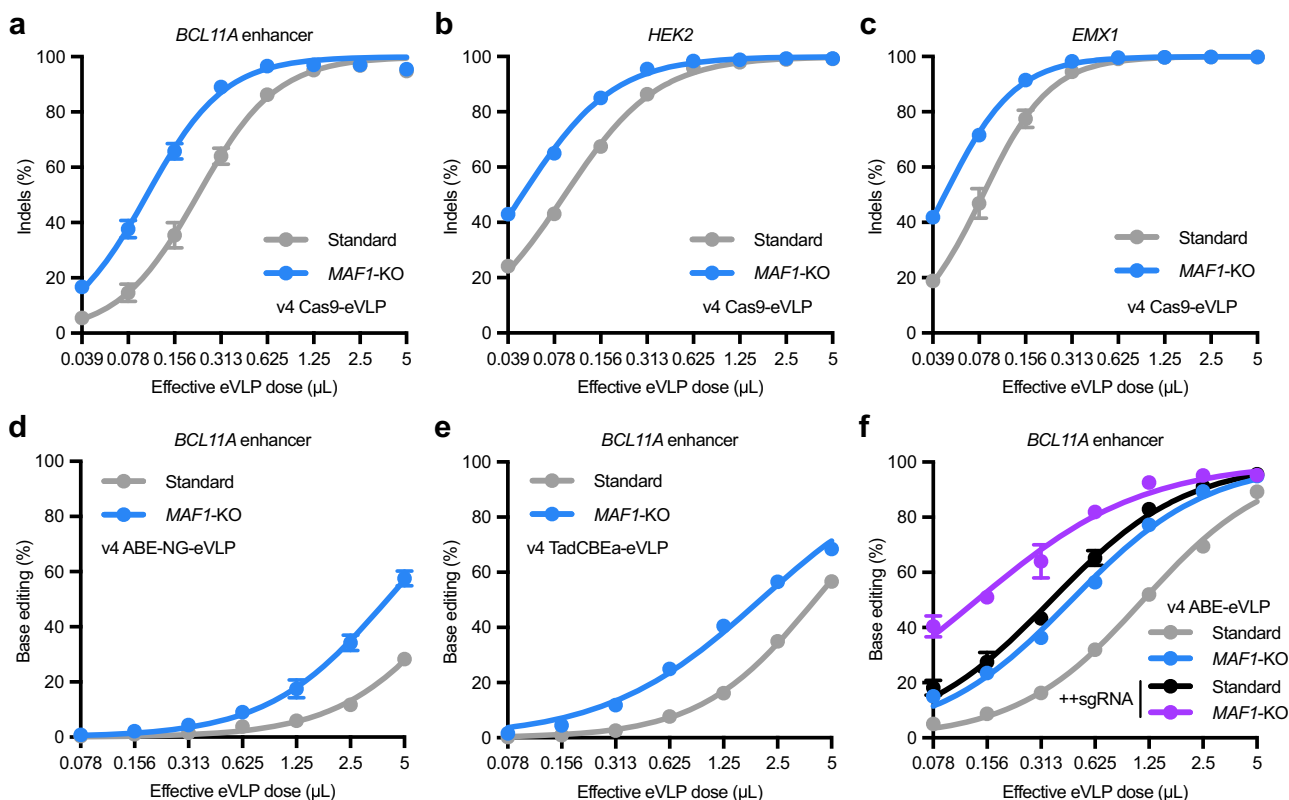 a
BCL11A enhancer
Indels (%)
100
80
60
40
20
0
Standard
MAF1-KO
v4 Cas9-eVLP
0.039 0.078 0.156 0.313 0.625 1.25 2.5 5
Effective eVLP dose (µL)
b
HEK2
Indels (%)
100
80
60
40
20
0
Standard
MAF1-KO
v4 Cas9-eVLP
0.039 0.078 0.156 0.313 0.625 1.25 2.5 5
Effective eVLP dose (µL)
c
EMX1
Indels (%)
100
80
60
40
20
0
Standard
MAF1-KO
v4 Cas9-eVLP
0.039 0.078 0.156 0.313 0.625 1.25 2.5 5
Effective eVLP dose (µL)
d
BCL11A enhancer
Base editing (%)
100
80
60
40
20
0
Standard
MAF1-KO
v4 ABE-NG-eVLP
0.078 0.156 0.313 0.625 1.25 2.5 5
Effective eVLP dose (µL)
e
BCL11A enhancer
Base editing (%)
100
80
60
40
20
0
Standard
MAF1-KO
v4 TadCBEa-eVLP
0.078 0.156 0.313 0.625 1.25 2.5 5
Effective eVLP dose (µL)
f
BCL11A enhancer
Base editing (%)
100
80
60
40
20
0
v4 ABE-eVLP
Standard
MAF1-KO
++sgRNA
Standard
MAF1-KO
0.078 0.156 0.313 0.625 1.25 2.5 5
Effective eVLP dose (µL)